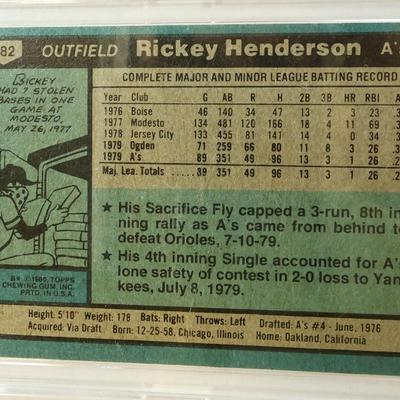 82 OUTFIELD Rickey Henderson A's
RICKEY
HAD 7 STOLEN
BASES IN ONE
GAME AT
MODESTO,
MAY 26, 1977
COMPLETE MAJOR AND MINOR LEAGUE BATTING RECORD
Year Club G AB R H 2B 3B HR RBI A
1976 Boise 46 140 34 47 13 2 3 23 .3
1977 Modesto 134 481 120 166 18 4 11 69 .3
1978 Jersey City 133 455 81 141 14 4 0 34 .3
1979 Ogden 71 259 66 80 11 8 3 26 .3
1979 A's 89 351 49 96 13 3 1 26 .2
Maj. Lea. Totals 89 351 49 96 13 3 1 26 .2
★ His Sacrifice Fly capped a 3-run, 8th in
ning rally as A's came from behind to
defeat Orioles, 7-10-79.
★ His 4th inning Single accounted for A's
lone safety of contest in 2-0 loss to Yan
kees, July 8, 1979.
B* © 1980, TOPPS
CHEWING GUM, INC.
PRTD. IN U.S.A.
Height: 5'10" Weight: 178 Bats: Right Throws: Left Drafted: A's #4 - June, 1976
Acquired: Via Draft Born: 12-25-58, Chicago, Illinois Home: Oakland, California